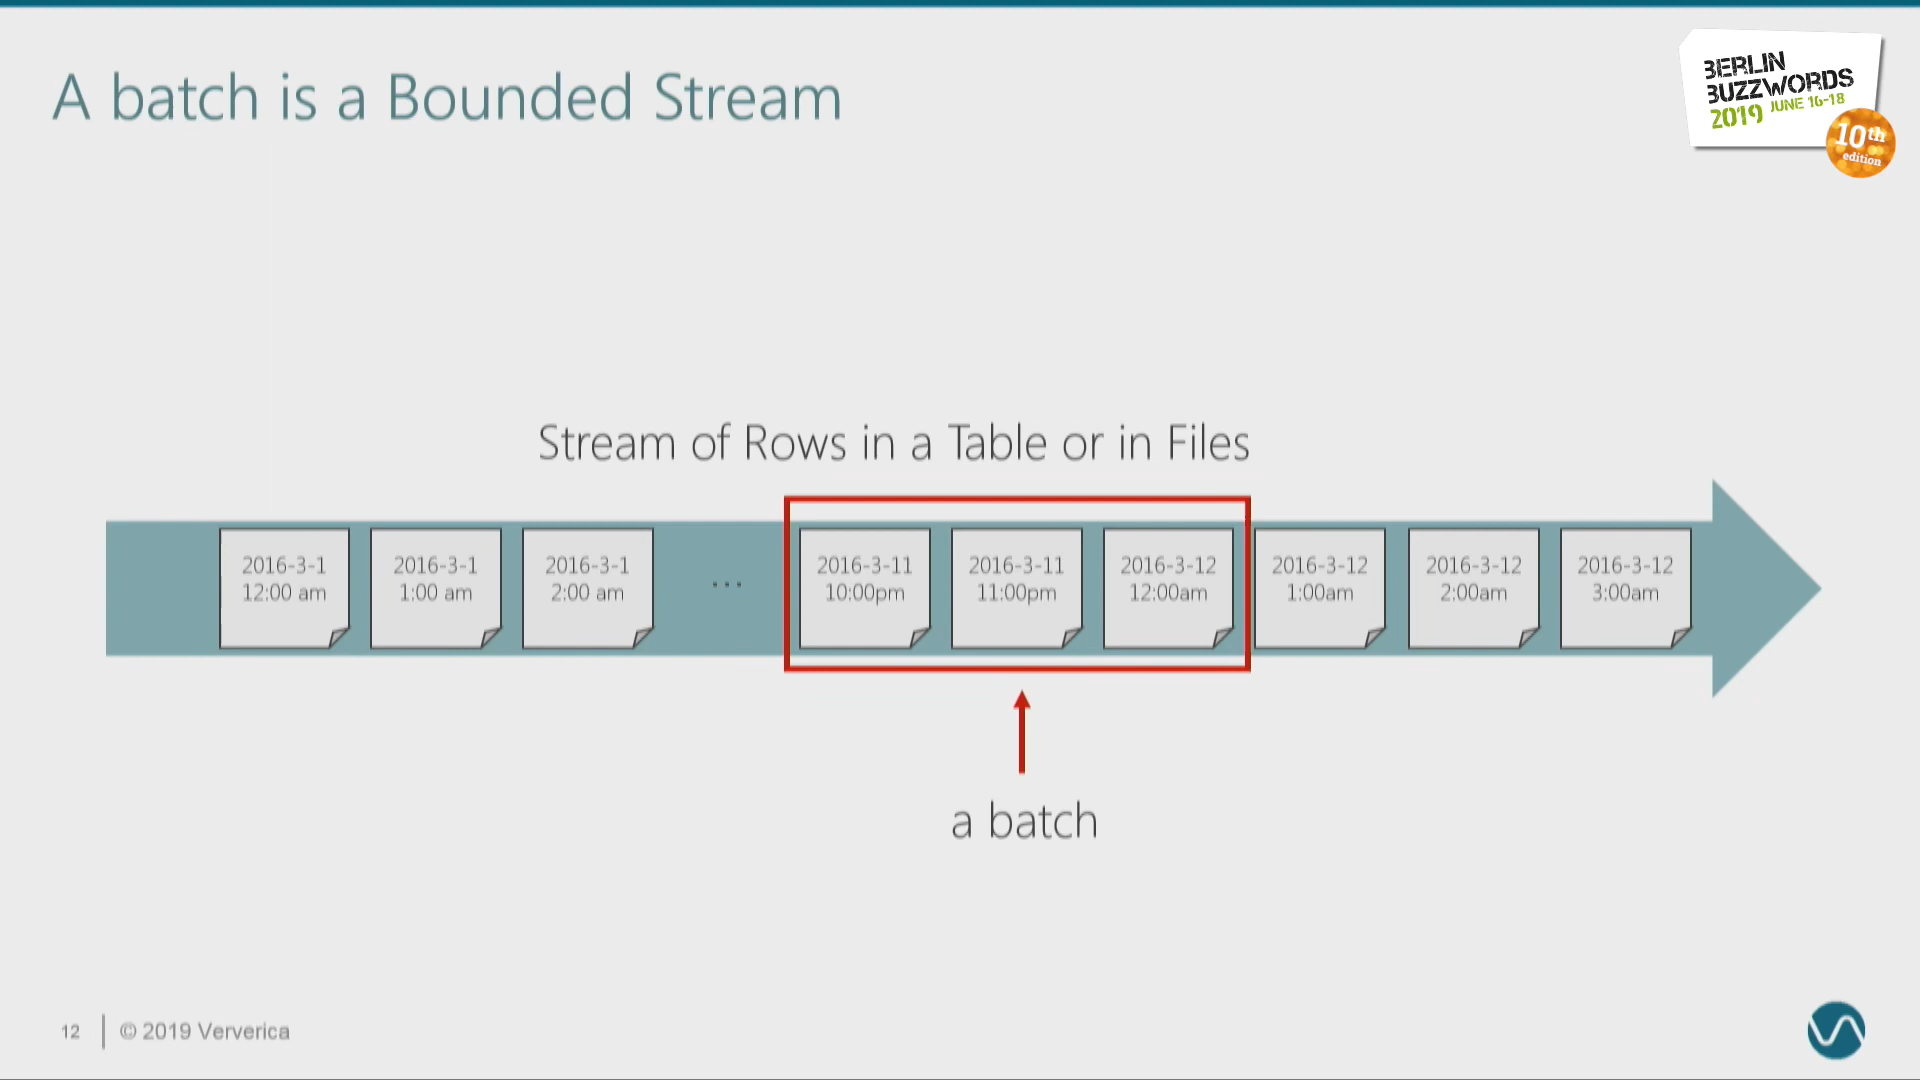 A batch is a Bounded Stream
BERLIN
BUZZWORDS
2019 JUNE 16-18
10th
edition
Stream of Rows in a Table or in Files
2016-3-1
12:00 am
2016-3-1
1:00 am
2016-3-1
2:00 am
...
2016-3-11
10:00pm
2016-3-11
11:00pm
2016-3-12
12:00am
2016-3-12
1:00am
2016-3-12
2:00am
2016-3-12
3:00am
a batch
12
© 2019 Ververica